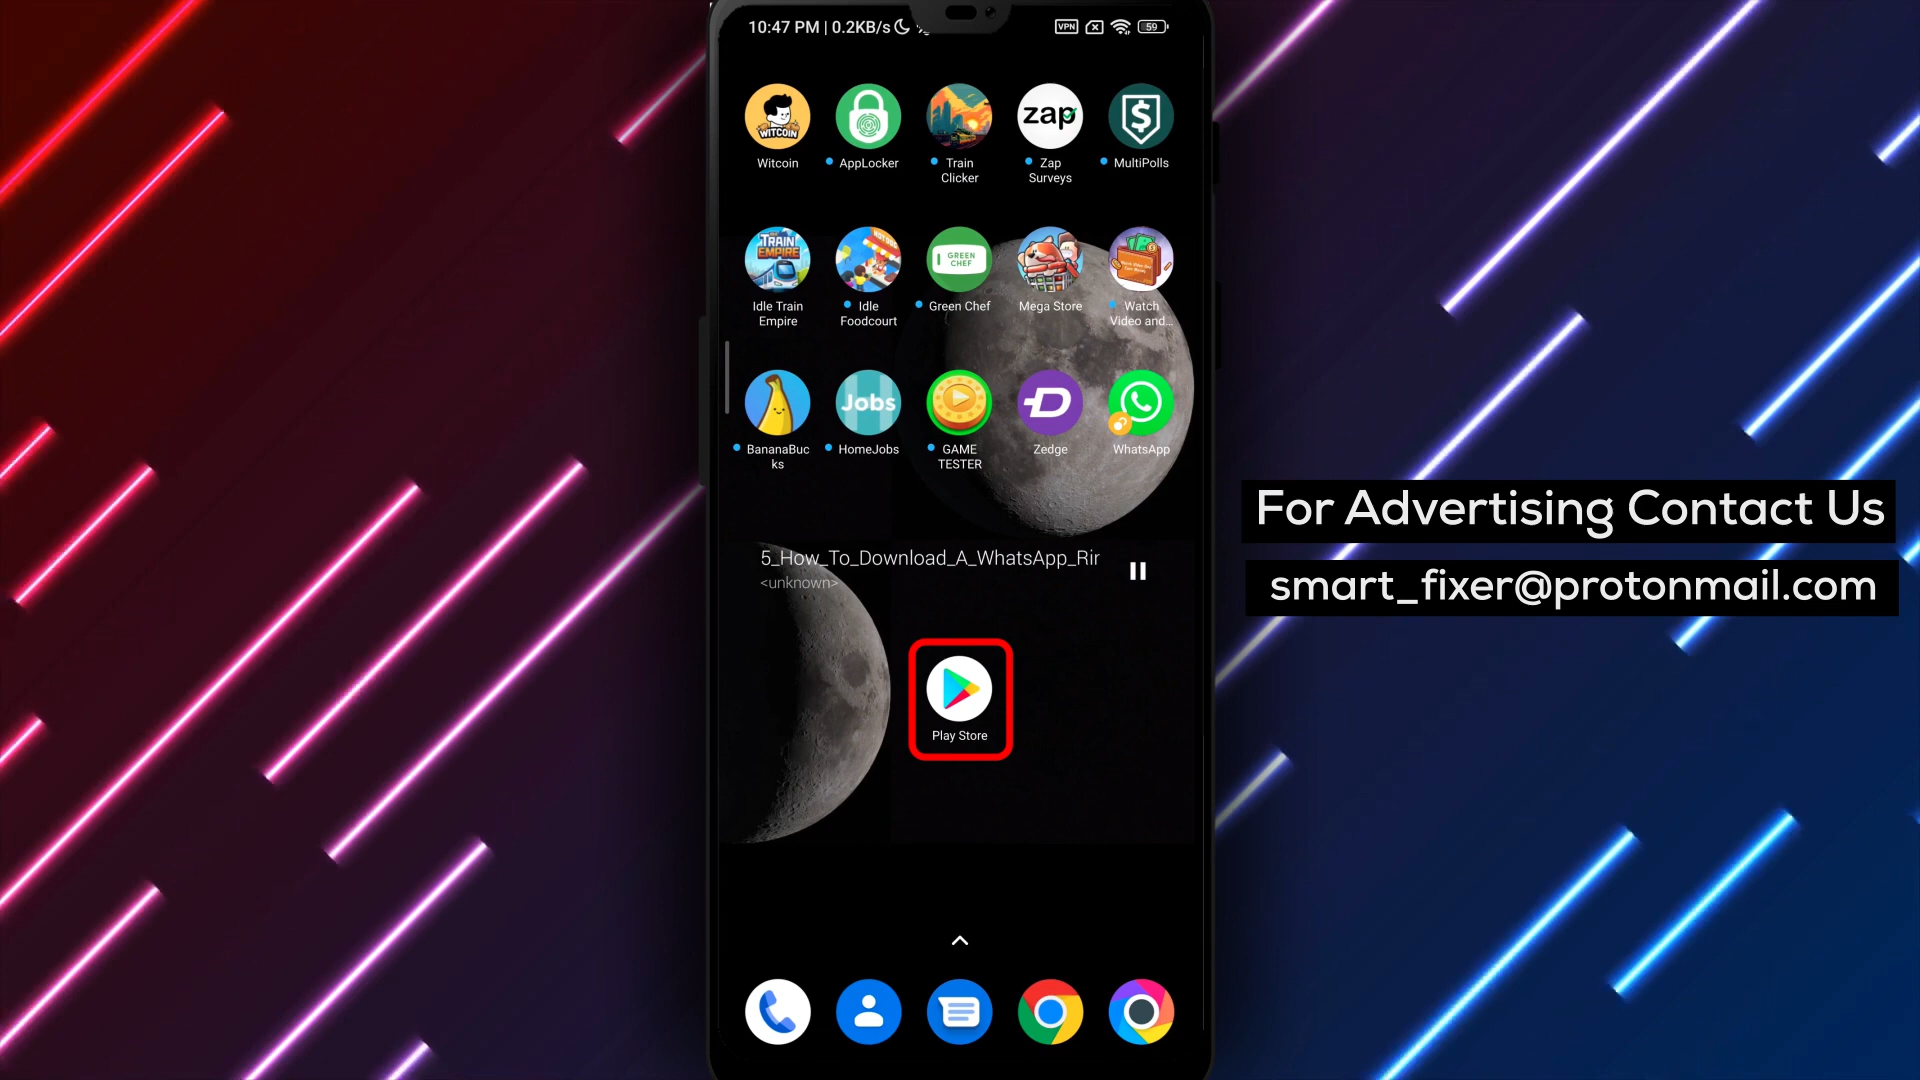 10:47 PM | 0.2KB/s
VPN
59
WITCOIN
zap
$
Witcoin
AppLocker
Train
Clicker
Zap
Surveys
MultiPolls
TRAIN
EMPIRE
HOTDOG
GREEN
CHEF
Idle Train
Empire
Idle
Foodcourt
Green Chef
Mega Store
Watch
Video and...
Jobs
BananaBuc
ks
HomeJobs
GAME
TESTER
Zedge
WhatsApp
5_How_To_Download_A_WhatsApp_Rir
<unknown>
Play Store
For Advertising Contact Us
smart_fixer@protonmail.com